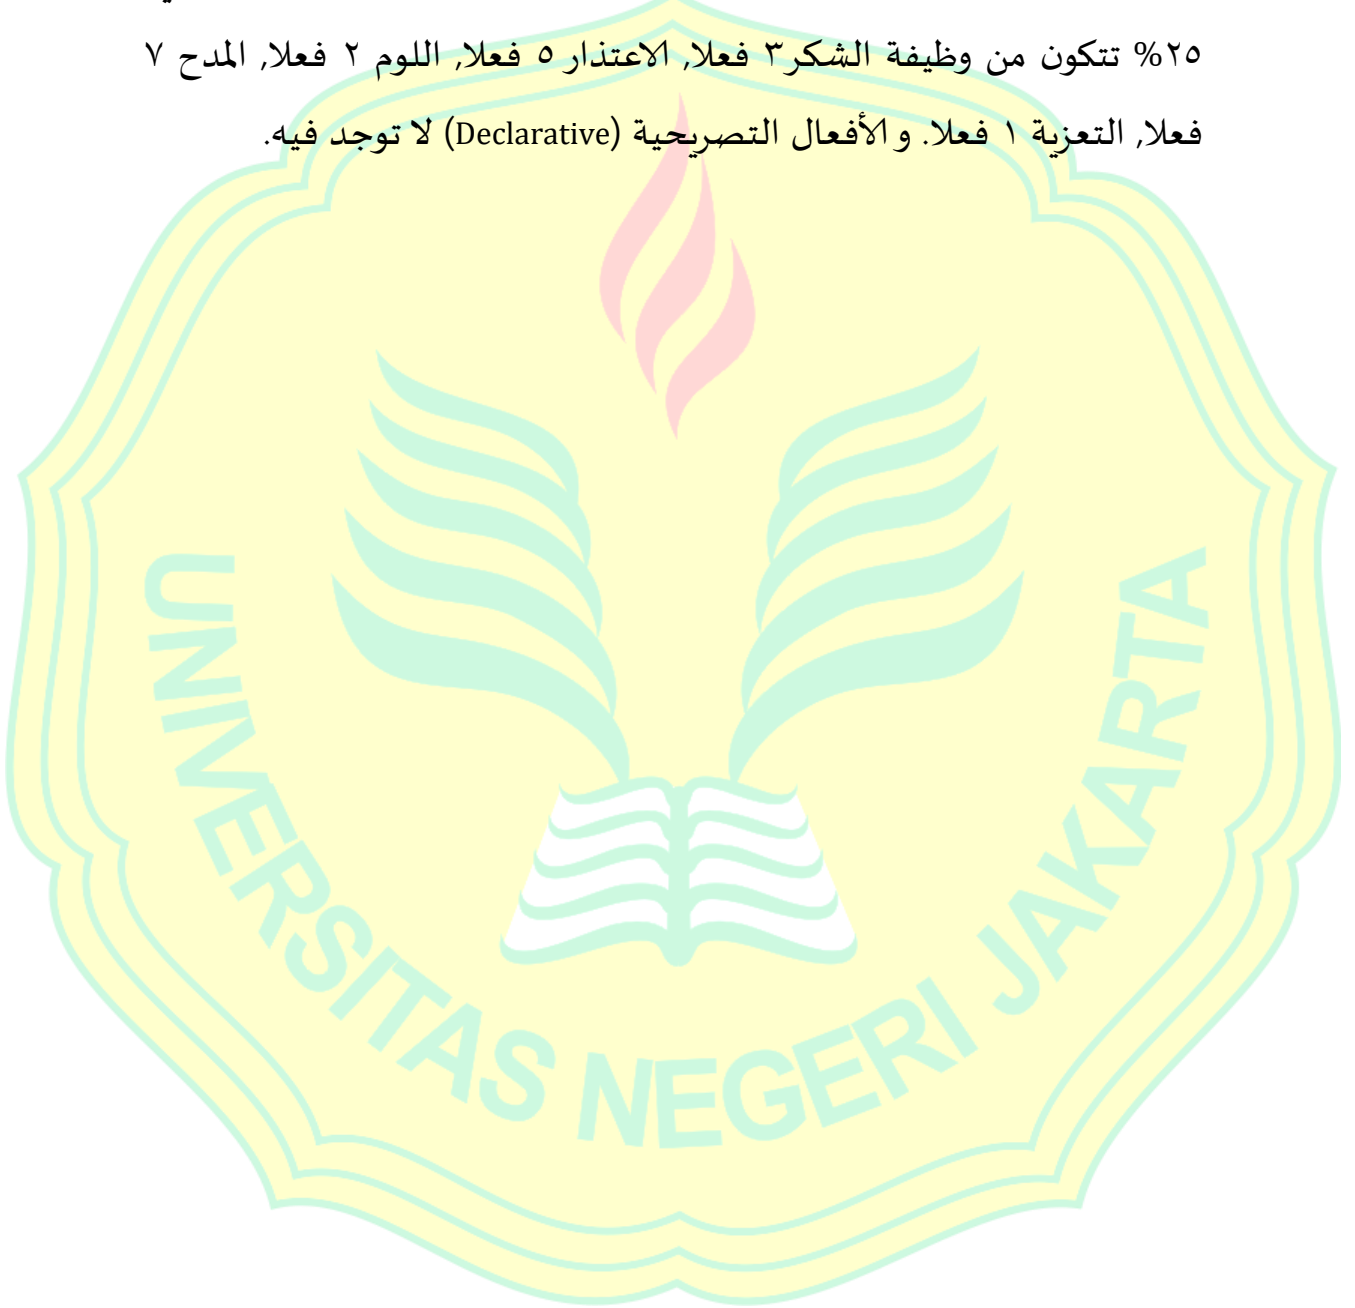 ٢٥% تتكون من وظيفة الشكر٣ فعلا, الاعتذار ٥ فعلا, اللوم ٢ فعلا, المدح ٧
فعلا, التعزية ١ فعلا. و الأفعال التصريحية (Declarative) لا توجد فيه.
UNIVERSITAS NEGERI JAKARTA